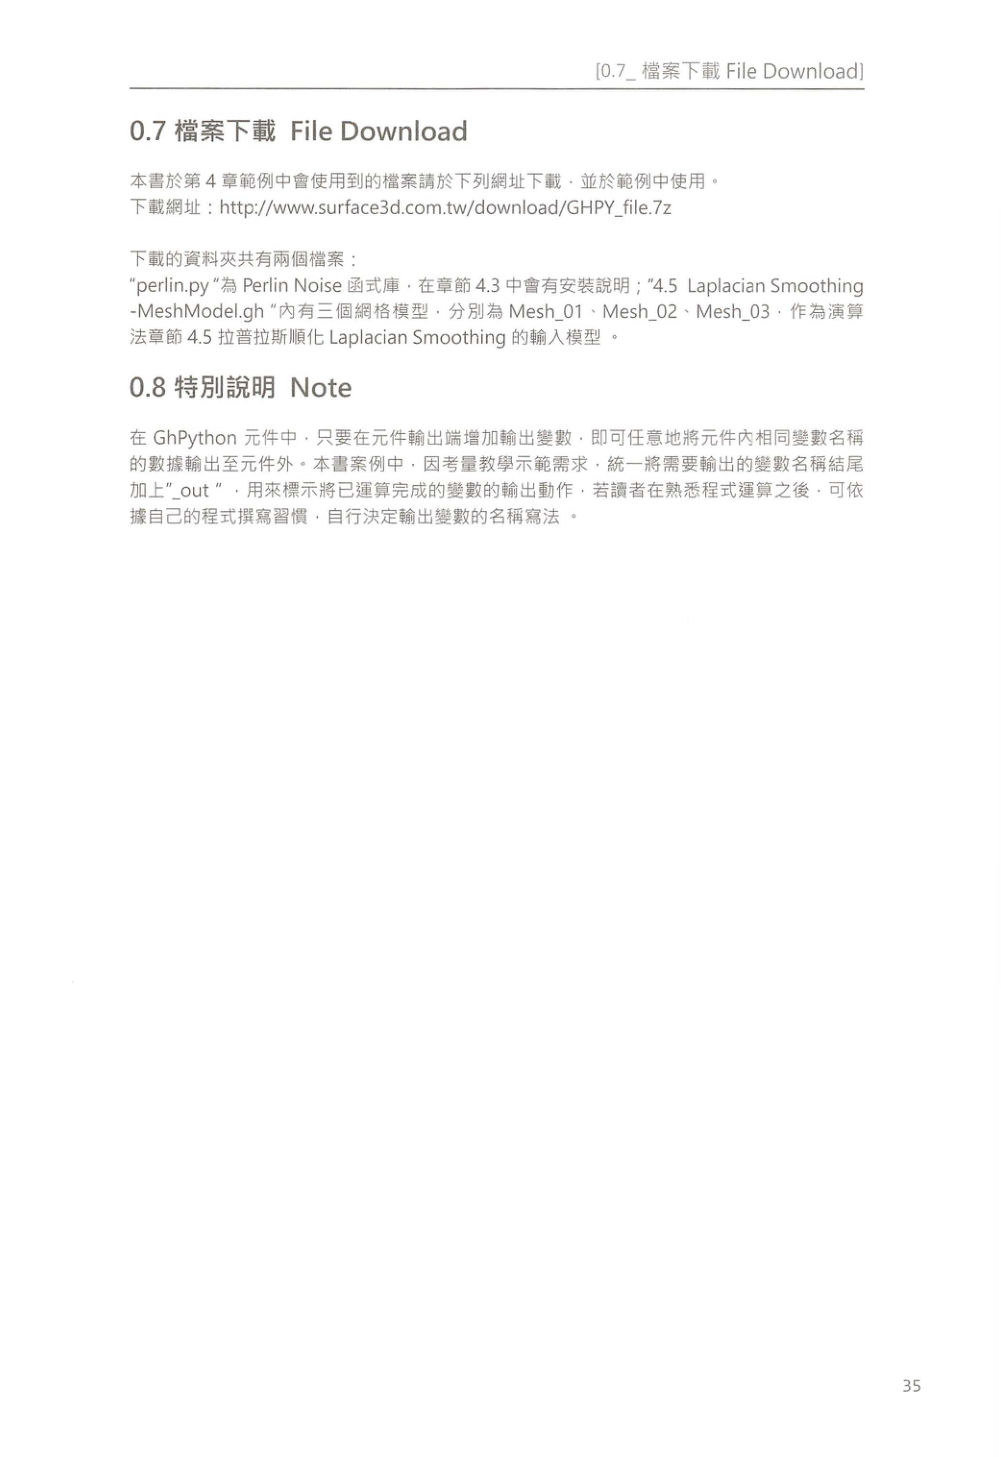 [0.7_ 檔案下載 File Download]
0.7 檔案下載 File Download
本書於第 4 章範例中會使用到的檔案請於下列網址下載，並於範例中使用。
下載網址：http://www.surface3d.com.tw/download/GHPY_file.7z
下載的資料夾共有兩個檔案：
"perlin.py "為 Perlin Noise 函式庫，在章節 4.3 中會有安裝說明；"4.5 Laplacian Smoothing
-MeshModel.gh "內有三個網格模型，分別為 Mesh_01、Mesh_02、Mesh_03，作為演算
法章節 4.5 拉普拉斯順化 Laplacian Smoothing 的輸入模型 。
0.8 特別說明 Note
在 GhPython 元件中，只要在元件輸出端增加輸出變數，即可任意地將元件內相同變數名稱
的數據輸出至元件外。本書案例中，因考量教學示範需求，統一將需要輸出的變數名稱結尾
加上"_out " ，用來標示將已運算完成的變數的輸出動作，若讀者在熟悉程式運算之後，可依
據自己的程式撰寫習慣，自行決定輸出變數的名稱寫法 。
35